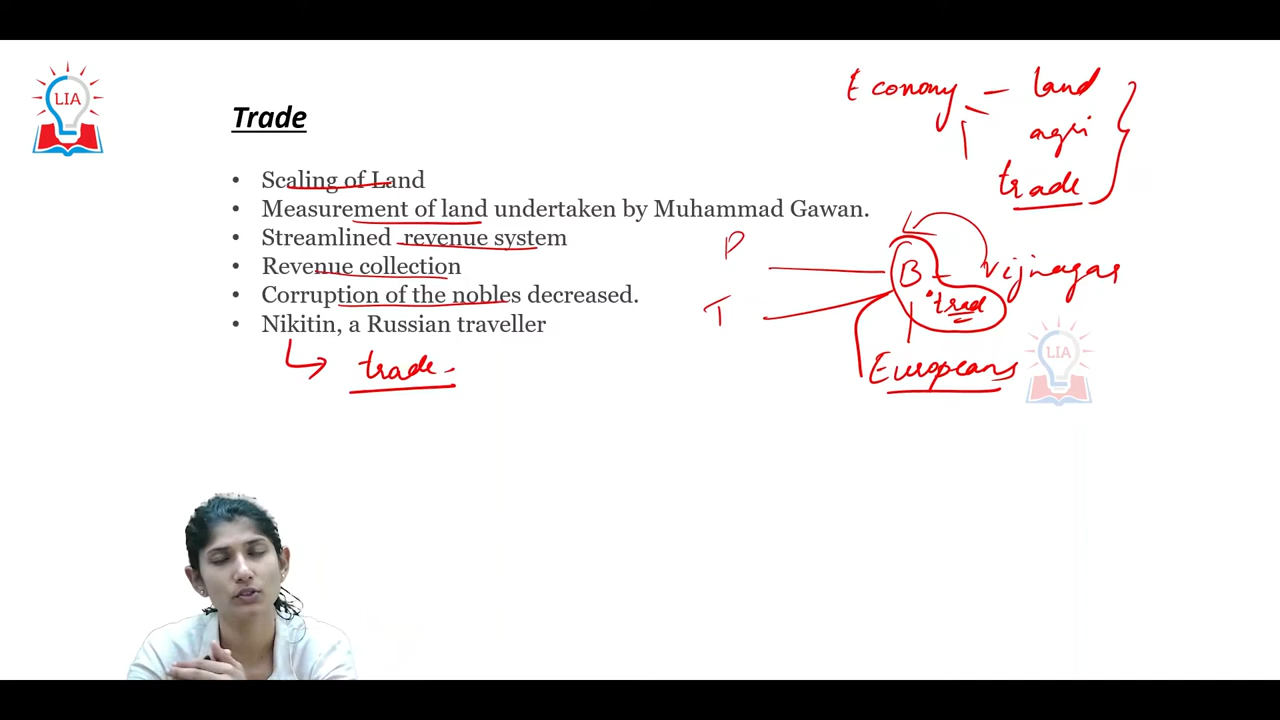 LIA
Trade
• Scaling of Land
• Measurement of land undertaken by Muhammad Gawan.
• Streamlined revenue system
• Revenue collection
• Corruption of the nobles decreased.
• Nikitin, a Russian traveller
trade
Economy - land
agri
trade
P
T
B - Vijnagar
trad
Europeans
LIA